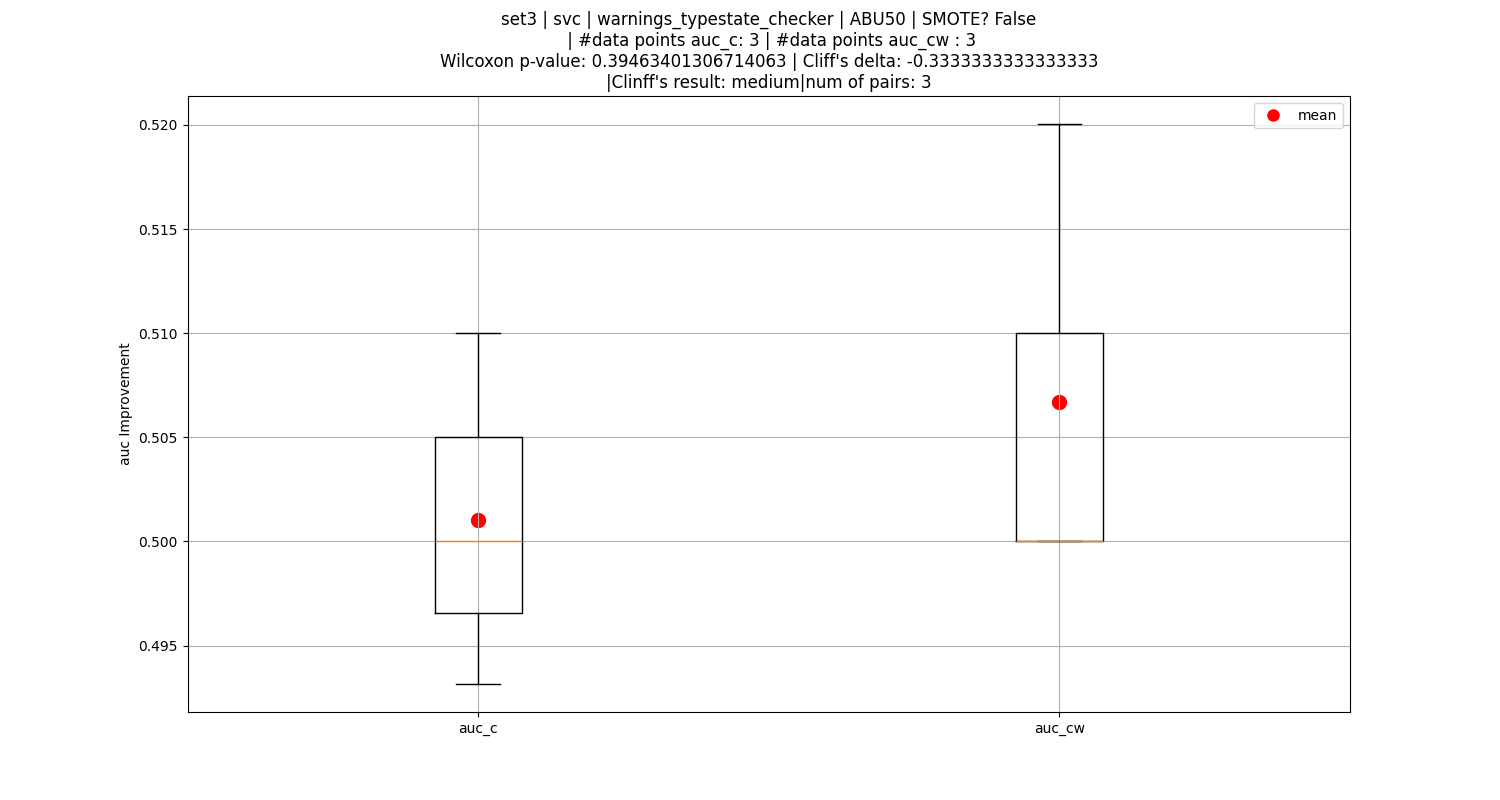 set3 | svc | warnings_typestate_checker | ABU50 | SMOTE? False
| #data points auc_c: 3 | #data points auc_cw : 3
Wilcoxon p-value: 0.39463401306714063 | Cliff's delta: -0.3333333333333333
|Clinff's result: medium|num of pairs: 3
mean
0.520
0.515
0.510
0.505
0.500
0.495
auc Improvement
auc_c
auc_cw